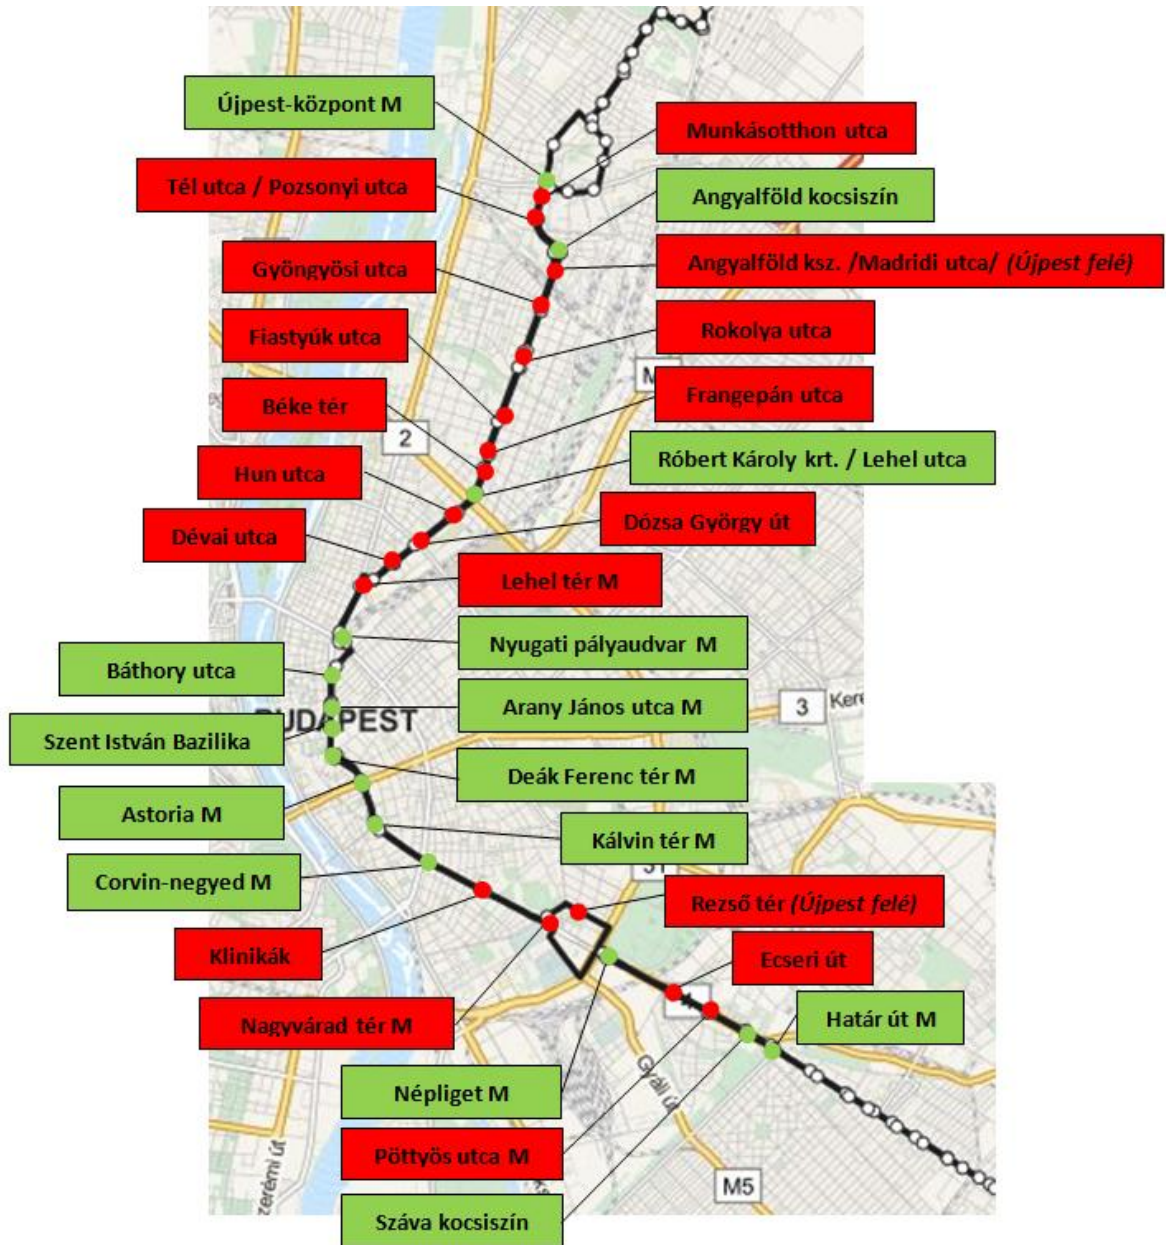 Újpest-központ M
Munkásotthon utca
Tél utca / Pozsonyi utca
Angyalföld kocsiszín
Gyöngyösi utca
Angyalföld ksz. /Madridi utca/ (Újpest felé)
Fiastyúk utca
Rokolya utca
Béke tér
Frangepán utca
2
Hun utca
Róbert Károly krt. / Lehel utca
Dévai utca
Dózsa György út
Lehel tér M
Nyugati pályaudvar M
Báthory utca
Arany János utca M
3
BUDAPEST
Szent István Bazilika
Deák Ferenc tér M
Astoria M
Kálvin tér M
Corvin-negyed M
Rezső tér (Újpest felé)
Klinikák
Ecseri út
Nagyvárad tér M
Határ út M
Népliget M
Gyáli út
Pöttyös utca M
M5
Száva kocsiszín